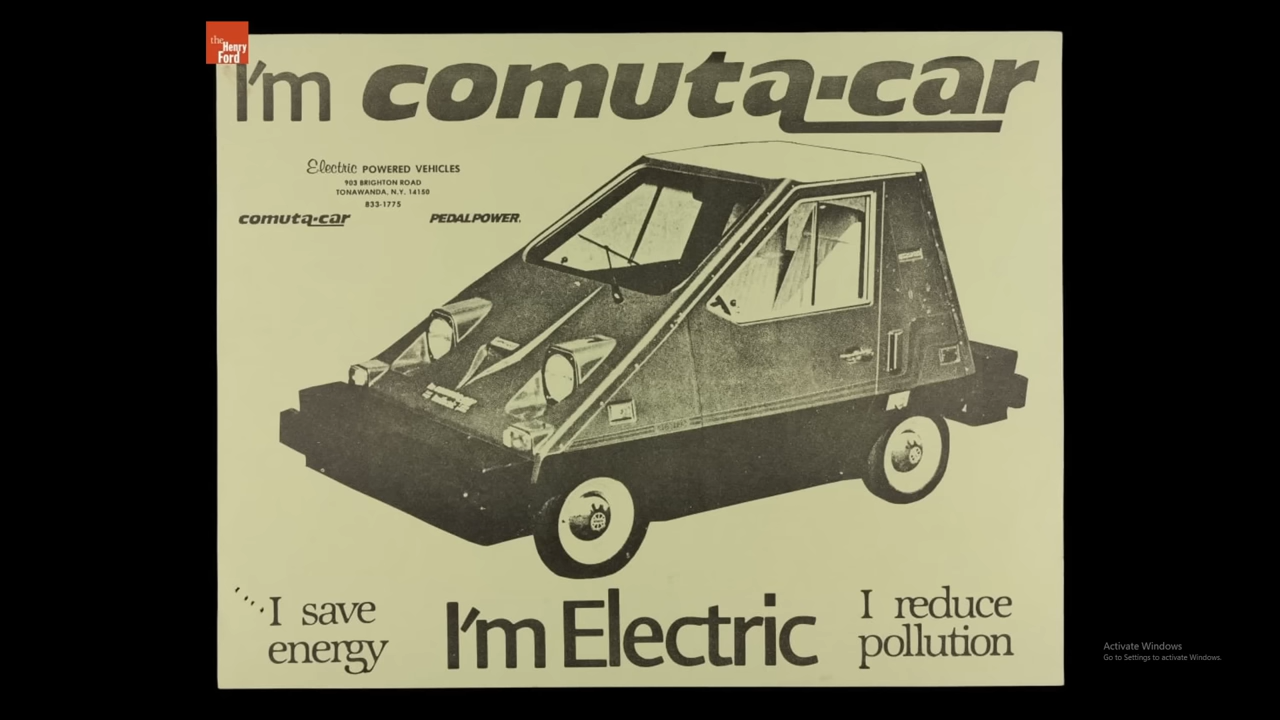 the
Henry
Ford
I'm comuta-car
Electric POWERED VEHICLES
903 BRIGHTON ROAD
TONAWANDA, N.Y. 14150
833-1775
comuta-car
PEDALPOWER.
I save
energy
I'm Electric
I reduce
pollution
Activate Windows
Go to Settings to activate Windows.